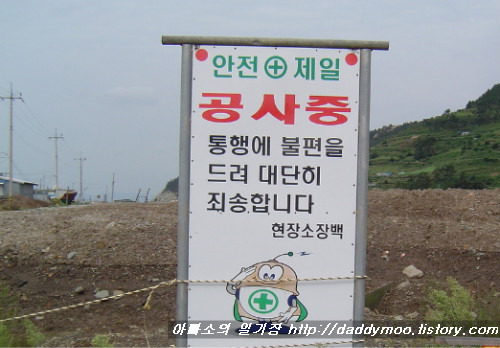 안전 제일
공사중
통행에 불편을
드려 대단히
죄송합니다
현장소장백
아빠소의 일기장 http://daddymoo.tistory.com